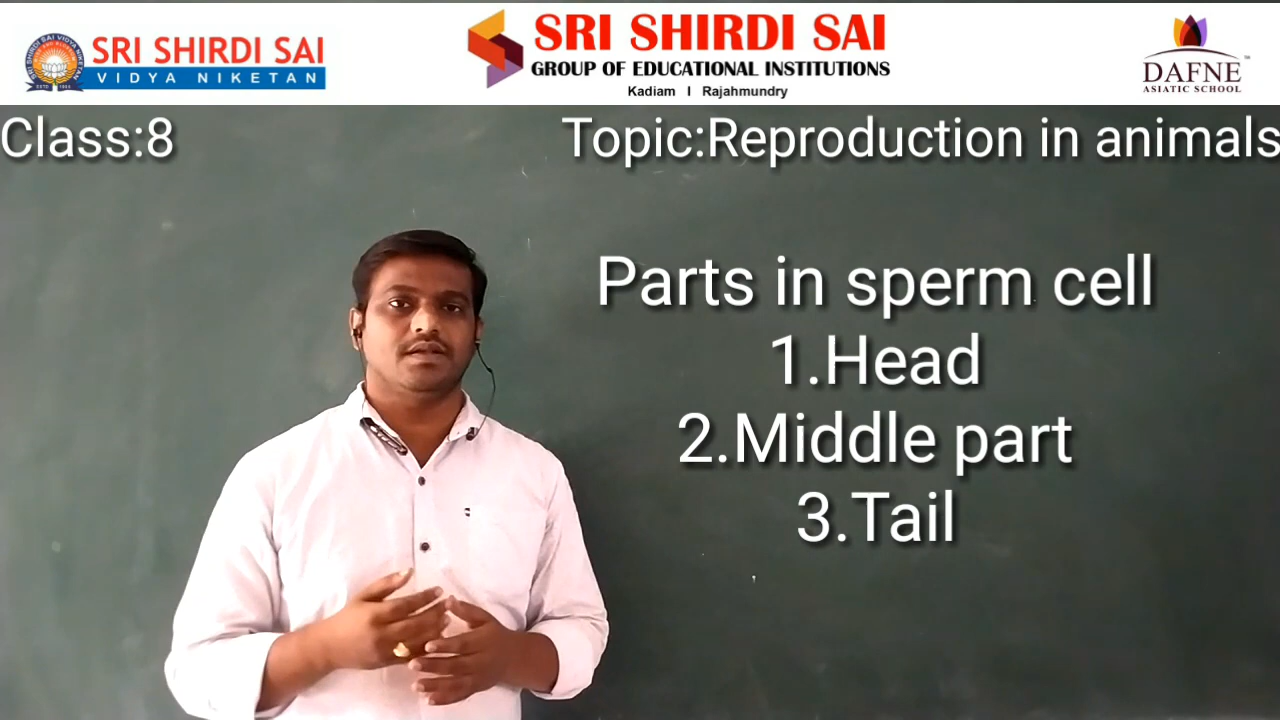 SRI SHIRDI SAI
VIDYA NIKETAN
SRI SHIRDI SAI
GROUP OF EDUCATIONAL INSTITUTIONS
Kadiam I Rajahmundry
DAFNE
ASIATIC SCHOOL
Class:8
Topic:Reproduction in animals
Parts in sperm cell
1.Head
2.Middle part
3.Tail